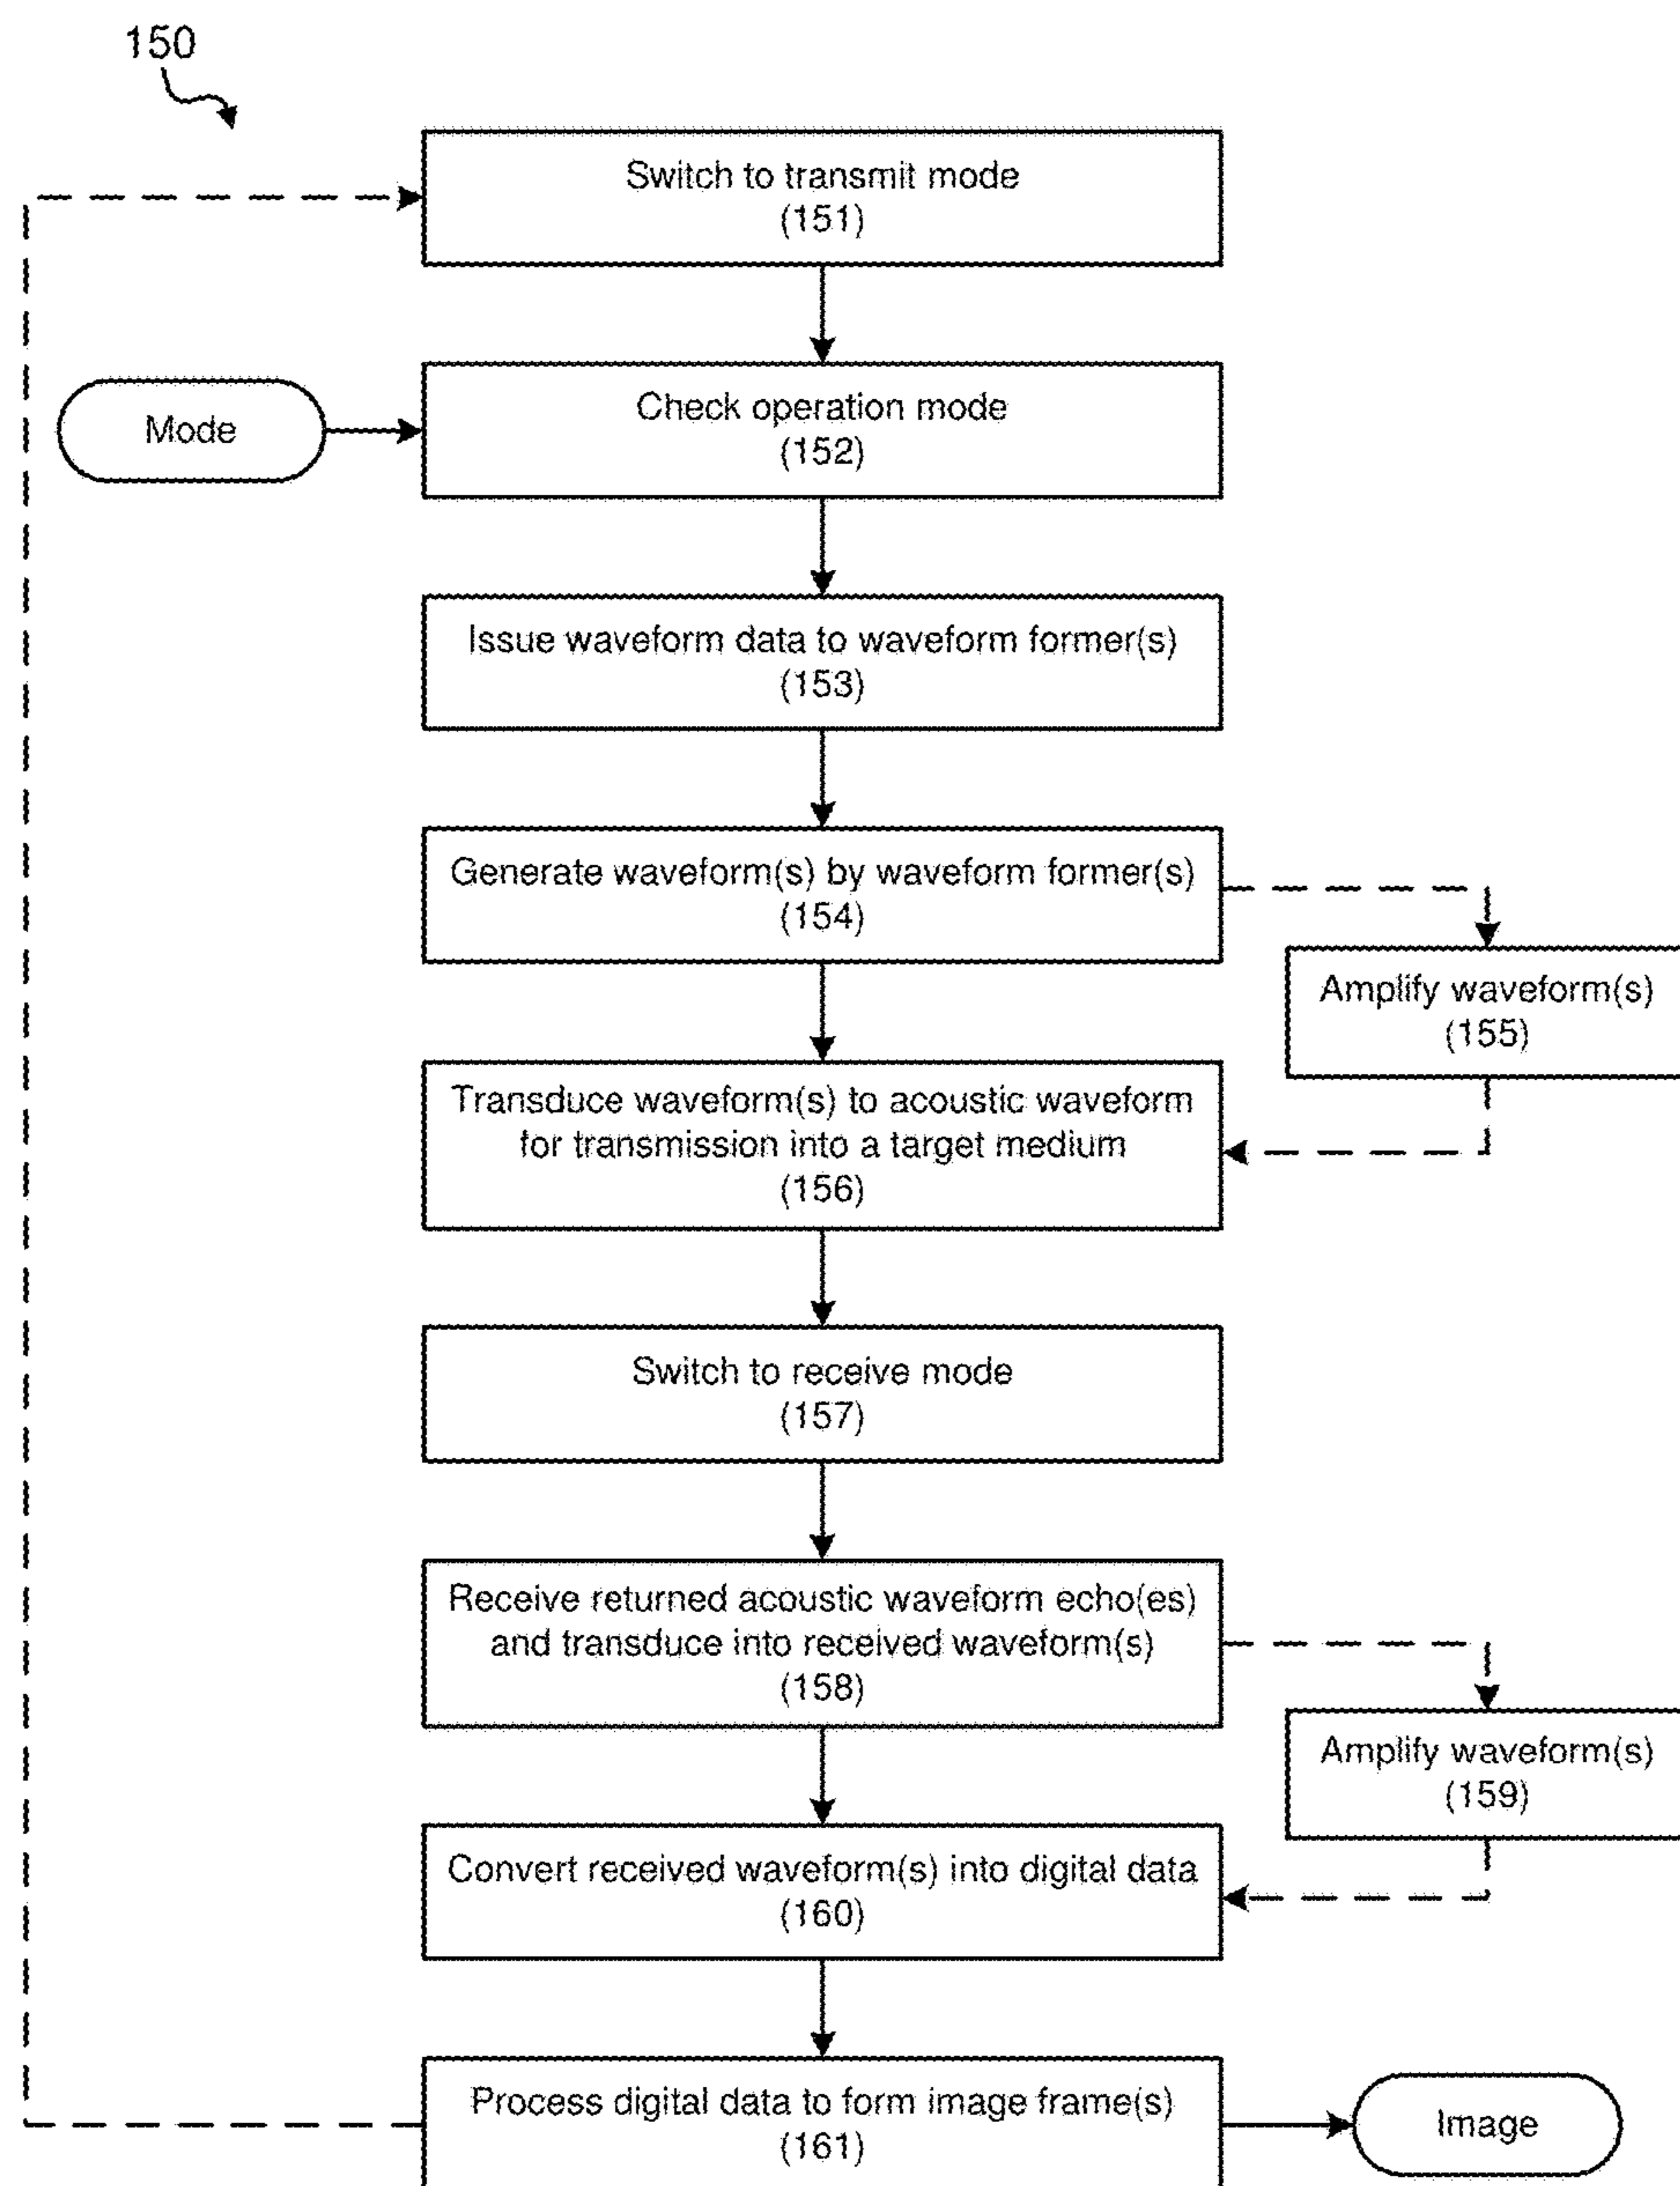 150
Switch to transmit mode
(151)
Mode
Check operation mode
(152)
Issue waveform data to waveform former(s)
(153)
Generate waveform(s) by waveform former(s)
(154)
Amplify waveform(s)
(155)
Transduce waveform(s) to acoustic waveform
for transmission into a target medium
(156)
Switch to receive mode
(157)
Receive returned acoustic waveform echo(es)
and transduce into received waveform(s)
(158)
Amplify waveform(s)
(159)
Convert received waveform(s) into digital data
(160)
Process digital data to form image frame(s)
(161)
Image